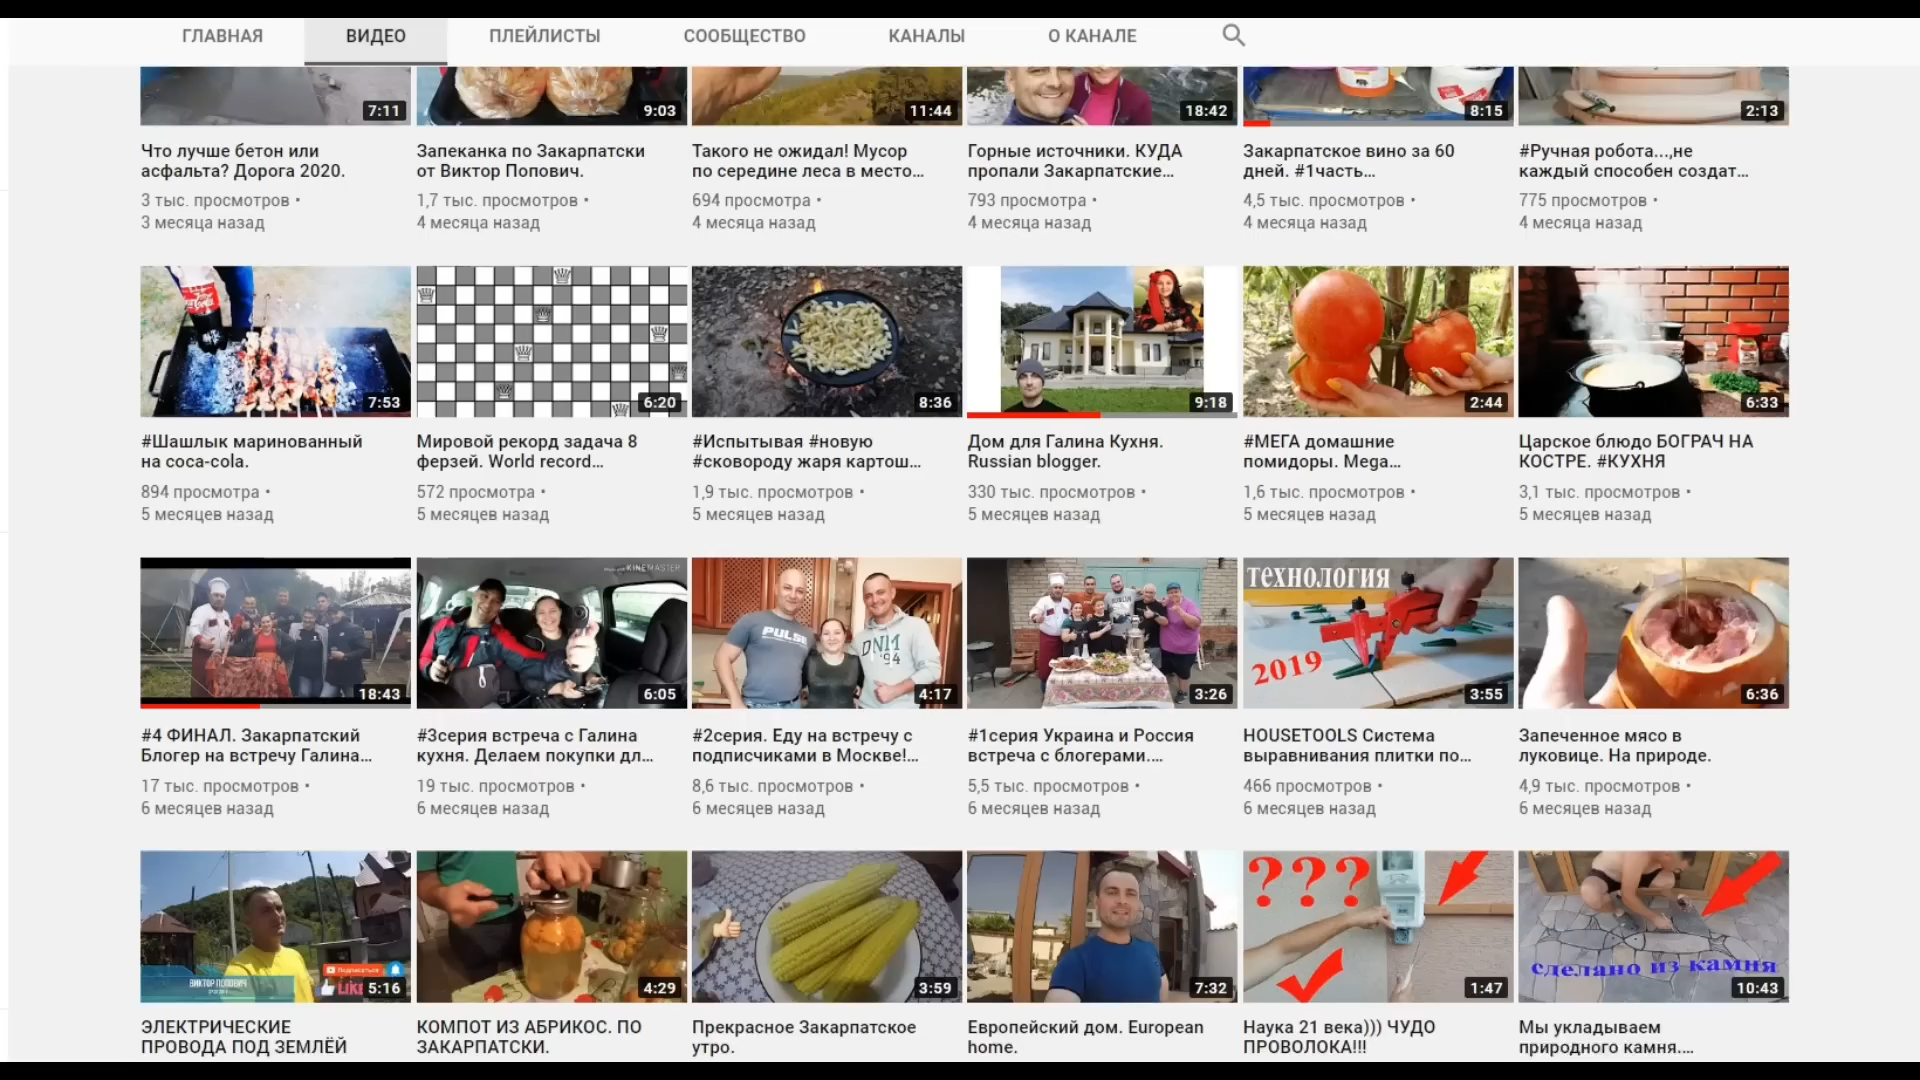 ГЛАВНАЯ ВИДЕО ПЛЕЙЛИСТЫ СООБЩЕСТВО КАНАЛЫ О КАНАЛЕ
7:11 9:03 11:44 18:42 8:15 2:13
Что лучше бетон или
асфальта? Дорога 2020.
3 тыс. просмотров •
3 месяца назад
Запеканка по Закарпатски
от Виктор Попович.
1,7 тыс. просмотров •
4 месяца назад
Такого не ожидал! Мусор
по середине леса в место...
694 просмотра •
4 месяца назад
Горные источники. КУДА
пропали Закарпатские...
793 просмотра •
4 месяца назад
Закарпатское вино за 60
дней. #1часть...
4,5 тыс. просмотров •
4 месяца назад
#Ручная робота...,не
каждый способен создат...
775 просмотров •
4 месяца назад
7:53 6:20 8:36 9:18 2:44 6:33
#Шашлык маринованный
на coca-cola.
894 просмотра •
5 месяцев назад
Мировой рекорд задача 8
ферзей. World record...
572 просмотра •
5 месяцев назад
#Испытывая #новую
#сковороду жаря картош...
1,9 тыс. просмотров •
5 месяцев назад
Дом для Галина Кухня.
Russian blogger.
330 тыс. просмотров •
5 месяцев назад
#МЕГА домашние
помидоры. Mega...
1,6 тыс. просмотров •
5 месяцев назад
Царское блюдо БОГРАЧ НА
КОСТРЕ. #КУХНЯ
3,1 тыс. просмотров •
5 месяцев назад
18:43
KINEMASTER
6:05
PULSE
DN11
'94
4:17
3:26
ТЕХНОЛОГИЯ
2019
3:55
6:36
#4 ФИНАЛ. Закарпатский
Блогер на встречу Галина...
17 тыс. просмотров •
6 месяцев назад
#3серия встреча с Галина
кухня. Делаем покупки дл...
19 тыс. просмотров •
6 месяцев назад
#2серия. Еду на встречу с
подписчиками в Москве!...
8,6 тыс. просмотров •
6 месяцев назад
#1серия Украина и Россия
встреча с блогерами....
5,5 тыс. просмотров •
6 месяцев назад
HOUSETOOLS Система
выравнивания плитки по...
466 просмотров •
6 месяцев назад
Запеченное мясо в
луковице. На природе.
4,9 тыс. просмотров •
6 месяцев назад
ВИКТОР ПОПОВИЧ
Подписаться
LIKE
5:16
4:29
3:59
7:32
???
1:47
сделано из камня
10:43
ЭЛЕКТРИЧЕСКИЕ
ПРОВОДА ПОД ЗЕМЛЁЙ
КОМПОТ ИЗ АБРИКОС. ПО
ЗАКАРПАТСКИ.
Прекрасное Закарпатское
утро.
Европейский дом. European
home.
Наука 21 века))) ЧУДО
ПРОВОЛОКА!!!
Мы укладываем
природного камня....